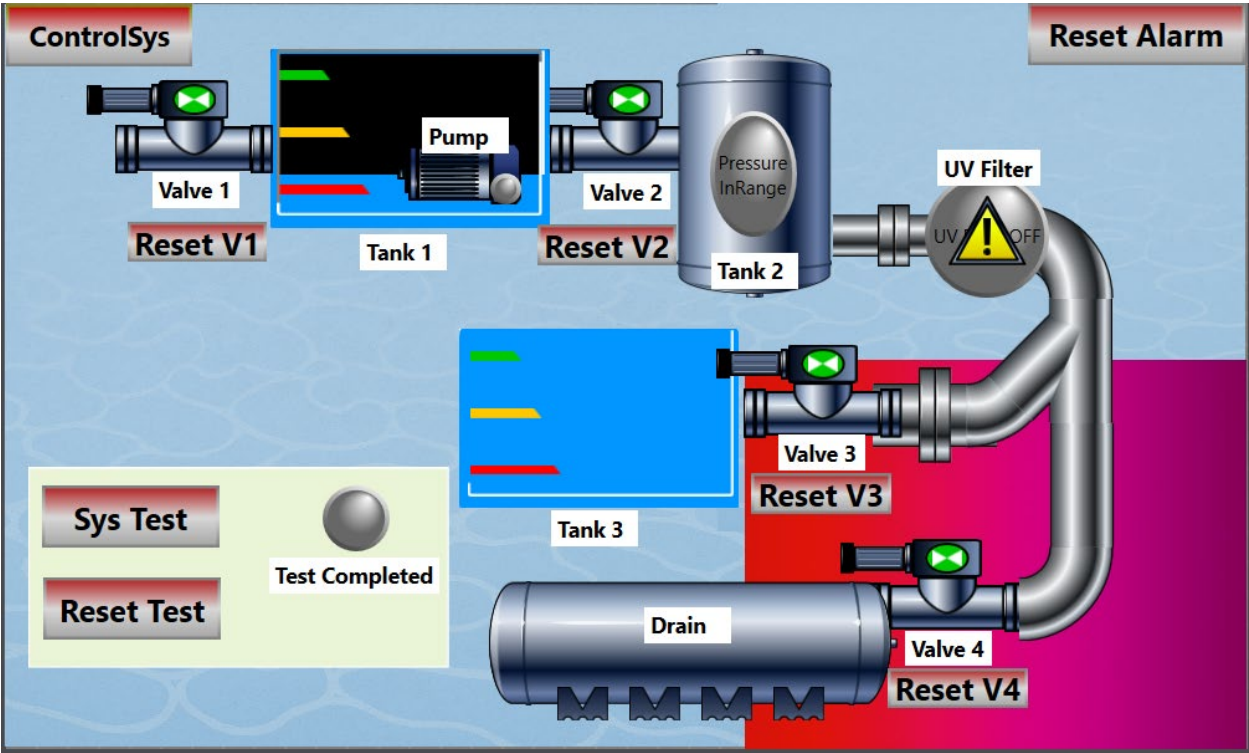 ControlSys
Reset Alarm
Pump
Valve 1
Valve 2
Pressure
InRange
UV Filter
UV
OFF
Reset V1
Tank 1
Reset V2
Tank 2
Valve 3
Reset V3
Tank 3
Sys Test
Test Completed
Reset Test
Drain
Valve 4
Reset V4